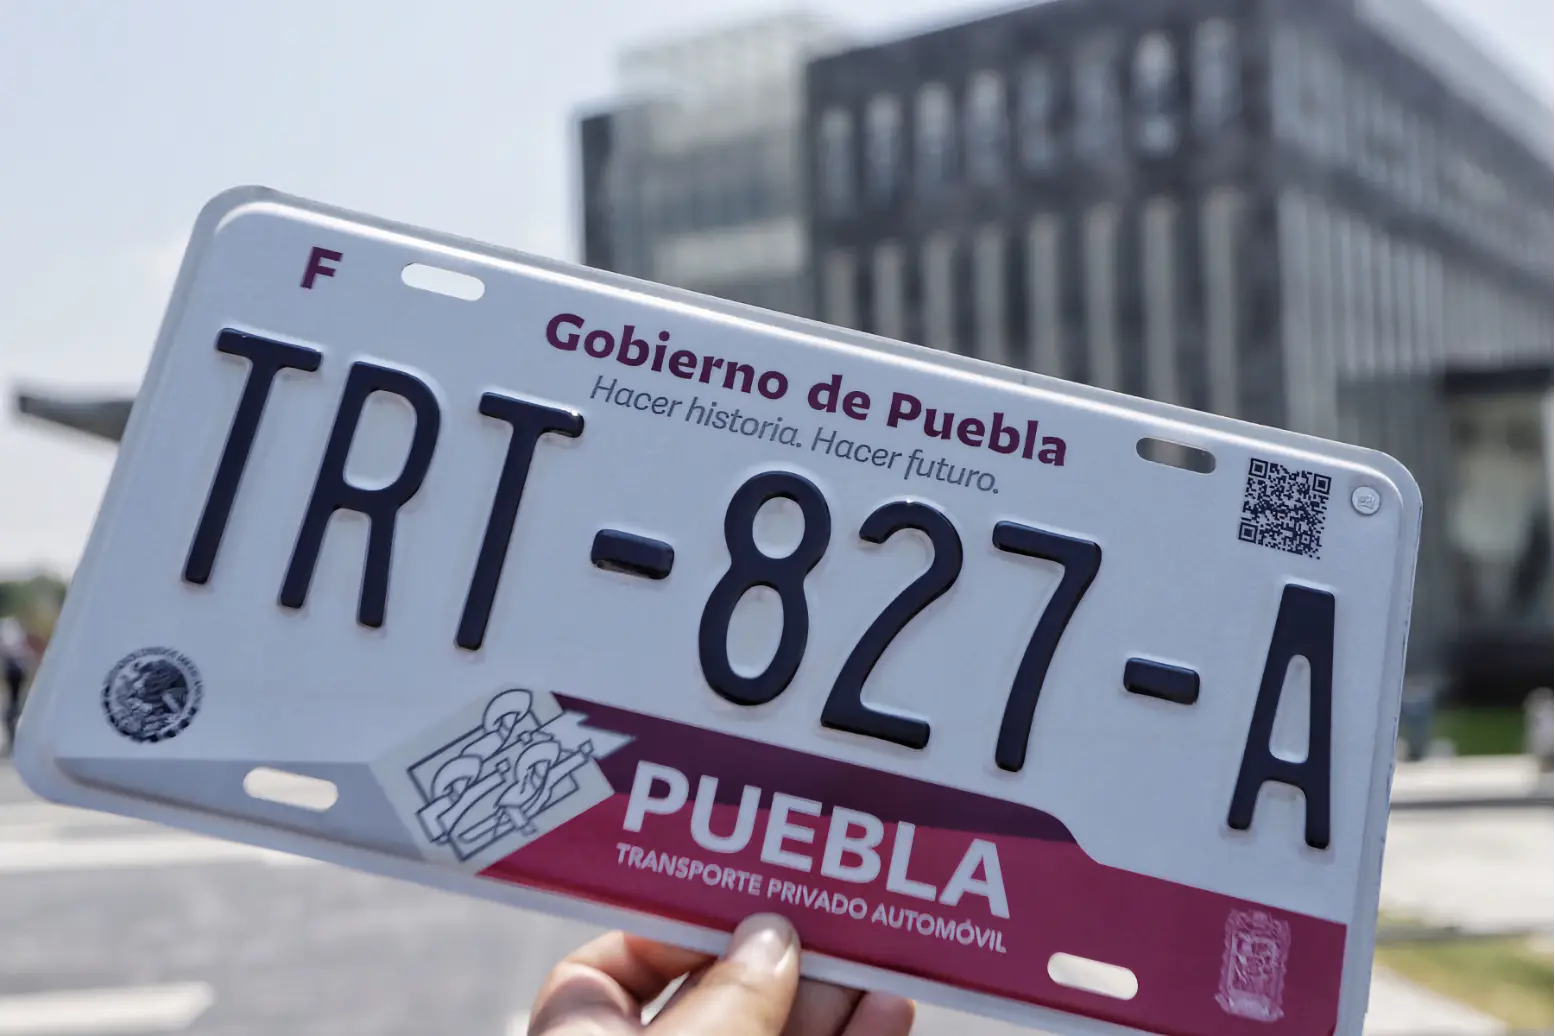 F
Gobierno de Puebla
Hacer historia. Hacer futuro.
TRT-827-A
PUEBLA
TRANSPORTE PRIVADO AUTOMÓVIL